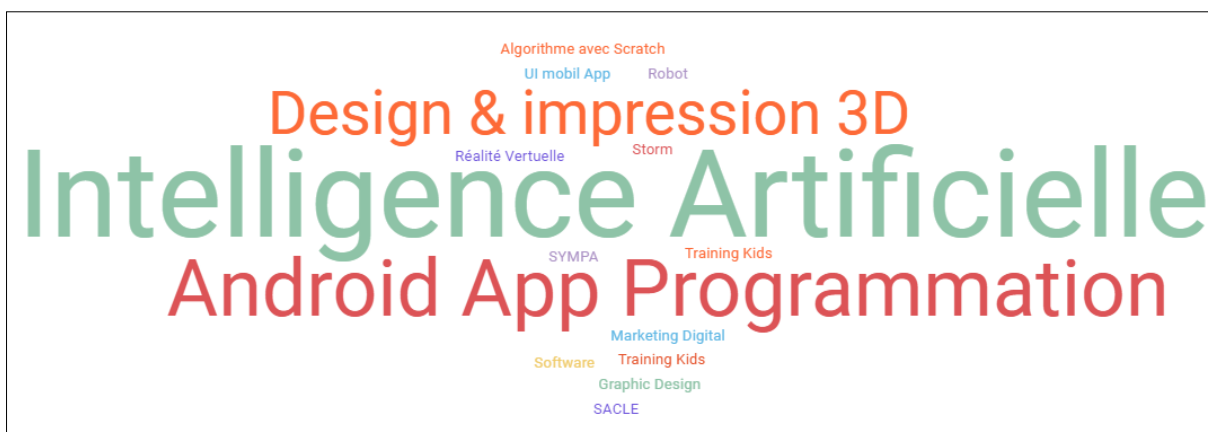 Algorithme avec Scratch
UI mobil App Robot
Design & impression 3D
Réalité Vertuelle Storm
Intelligence Artificielle
SYMPA Training Kids
Android App Programmation
Marketing Digital
Software Training Kids
Graphic Design
SACLE